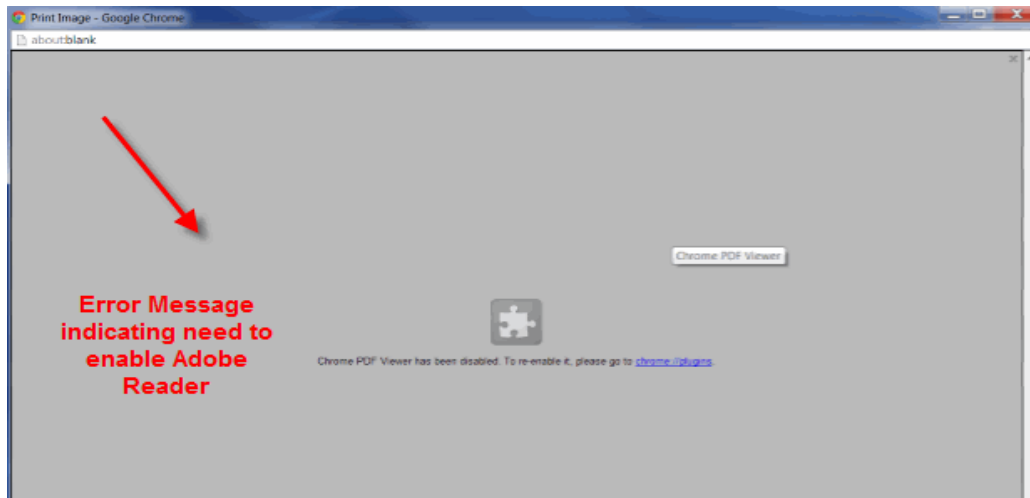 Print Image - Google Chrome
about:blank
Chrome PDF Viewer
Error Message
indicating need to
enable Adobe
Reader
Chrome PDF Viewer has been disabled. To re-enable it, please go to chrome://plugins.